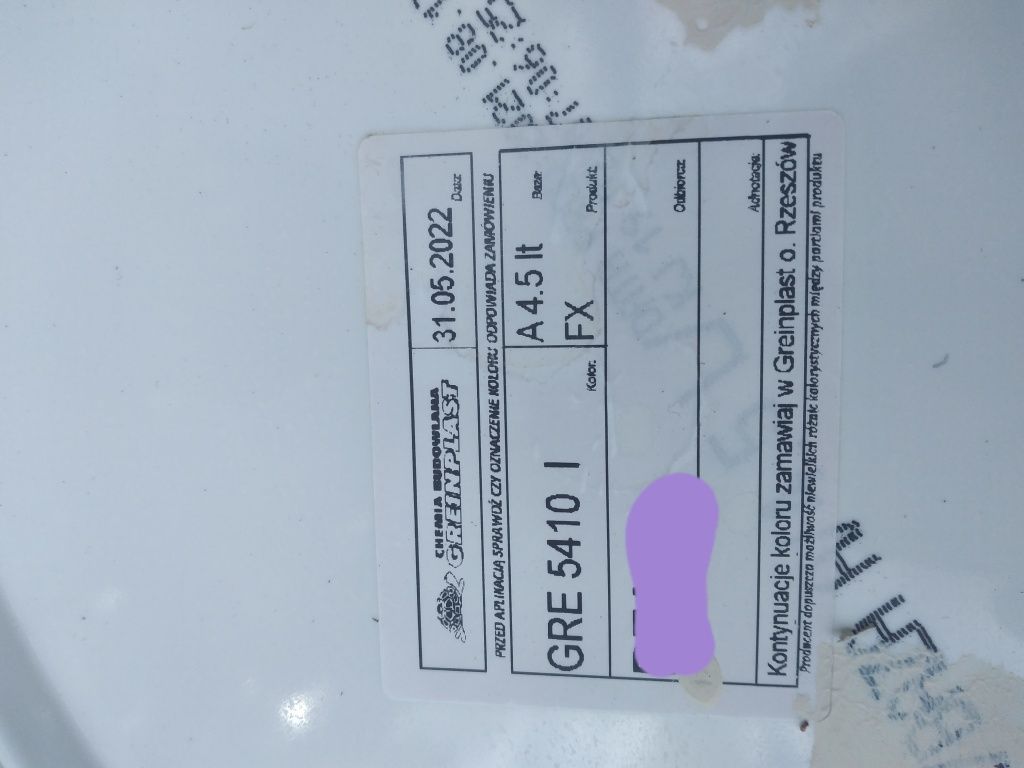 CHEMIA BUDOWLANA
GREINPLAST
31.05.2022
Data:
PRZED APLINACJĄ SPRAWDŹ CZY OZNACZENIE KOLORU ODPOWIADA ZAMÓWIENIU
GRE 5410 I
Kolor:
A 4.5 lt
Baza:
FX
Produkt:
Odbiorca:
Adnotacja:
Kontynuacje koloru zamawiaj w Greinplast o. Rzeszów
Producent dopuszcza możliwość niewielkich różnic kolorystycznych między partiami produktu